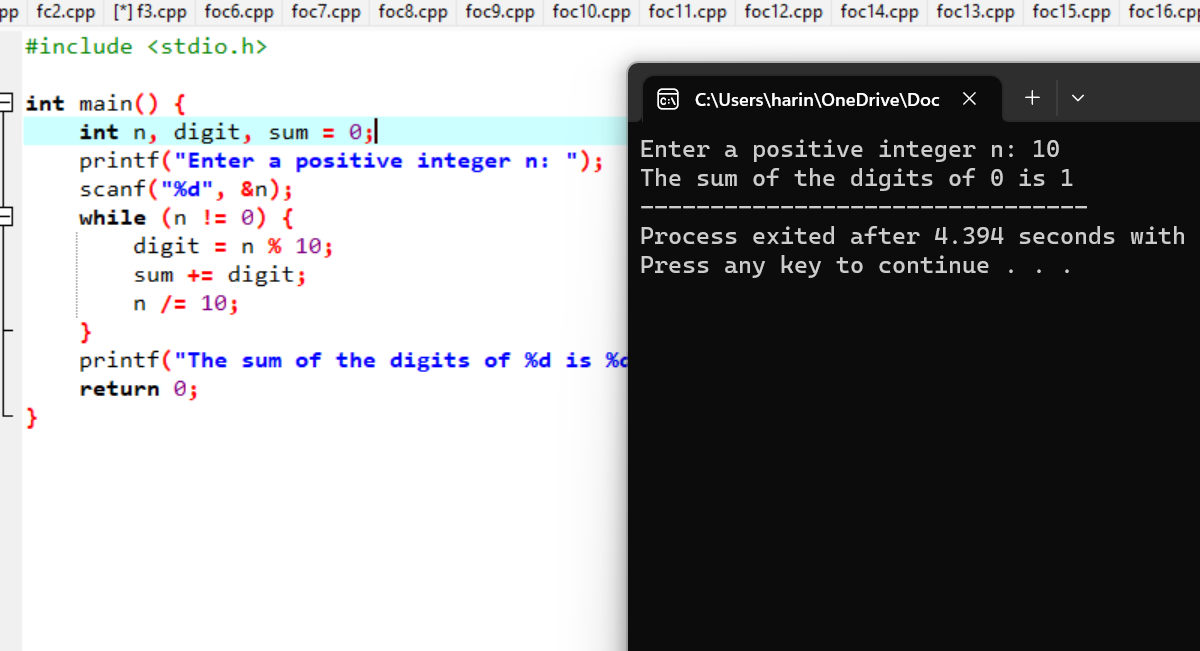 fc2.cpp [*] f3.cpp foc6.cpp foc7.cpp foc8.cpp foc9.cpp foc10.cpp foc11.cpp foc12.cpp foc14.cpp foc13.cpp foc15.cpp
#include <stdio.h>
int main() {
int n, digit, sum = 0;
printf("Enter a positive integer n: ");
scanf("%d", &n);
while (n != 0) {
digit = n % 10;
sum += digit;
n /= 10;
}
printf("The sum of the digits of %d is
return 0;
}
C:\Users\harin\OneDrive\Doc
Enter a positive integer n: 10
The sum of the digits of 0 is 1
--------------------------------
Process exited after 4.394 seconds with
Press any key to continue . . .